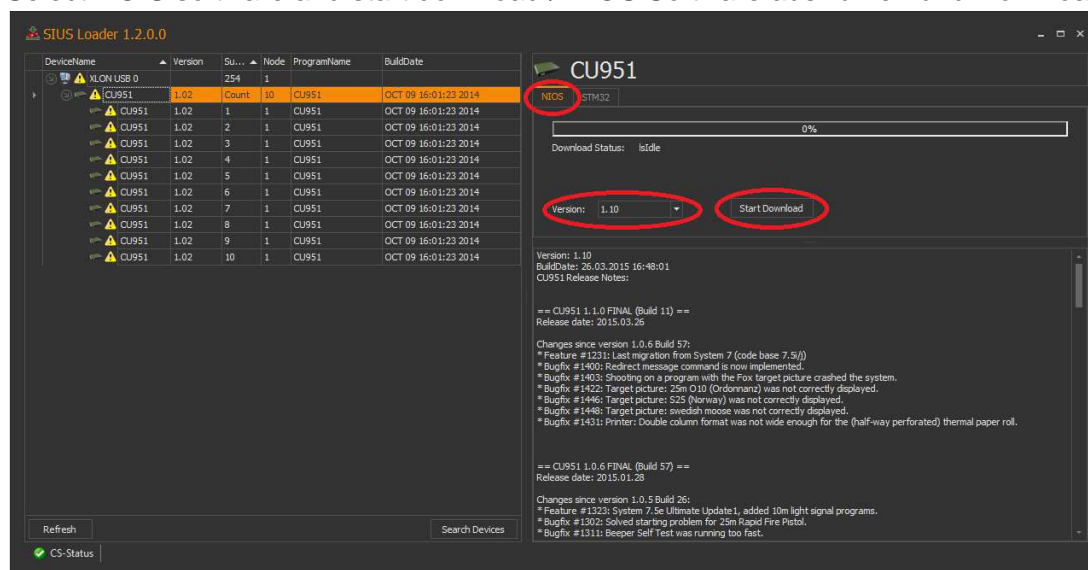 SIUS Loader 1.2.0.0
DeviceName Version Su... Node ProgramName BuildDate
XLON USB 0 254 1
CU951 1.02 Count 10 CU951 OCT 09 16:01:23 2014
CU951 1.02 1 1 CU951 OCT 09 16:01:23 2014
CU951 1.02 2 1 CU951 OCT 09 16:01:23 2014
CU951 1.02 3 1 CU951 OCT 09 16:01:23 2014
CU951 1.02 4 1 CU951 OCT 09 16:01:23 2014
CU951 1.02 5 1 CU951 OCT 09 16:01:23 2014
CU951 1.02 6 1 CU951 OCT 09 16:01:23 2014
CU951 1.02 7 1 CU951 OCT 09 16:01:23 2014
CU951 1.02 8 1 CU951 OCT 09 16:01:23 2014
CU951 1.02 9 1 CU951 OCT 09 16:01:23 2014
CU951 1.02 10 1 CU951 OCT 09 16:01:23 2014
Refresh Search Devices
CS-Status
CU951
NIOS STM32
0%
Download Status: IsIdle
Version: 1.10 Start Download
Version: 1.10
BuildDate: 26.03.2015 16:48:01
CU951 Release Notes:
== CU951 1.1.0 FINAL (Build 11) ==
Release date: 2015.03.26
Changes since version 1.0.6 Build 57:
* Feature #1231: Last migration from System 7 (code base 7.5i/j)
* Bugfix #1400: Redirect message command is now implemented.
* Bugfix #1403: Shooting on a program with the Fox target picture crashed the system.
* Bugfix #1422: Target picture: 25m O10 (Ordonnanz) was not correctly displayed.
* Bugfix #1446: Target picture: S25 (Norway) was not correctly displayed.
* Bugfix #1448: Target picture: swedish moose was not correctly displayed.
* Bugfix #1431: Printer: Double column format was not wide enough for the (half-way perforated) thermal paper roll.
== CU951 1.0.6 FINAL (Build 57) ==
Release date: 2015.01.28
Changes since version 1.0.5 Build 26:
* Feature #1323: System 7.5e Ultimate Update1, added 10m light signal programs.
* Bugfix #1302: Solved starting problem for 25m Rapid Fire Pistol.
* Bugfix #1311: Beeper Self Test was running too fast.